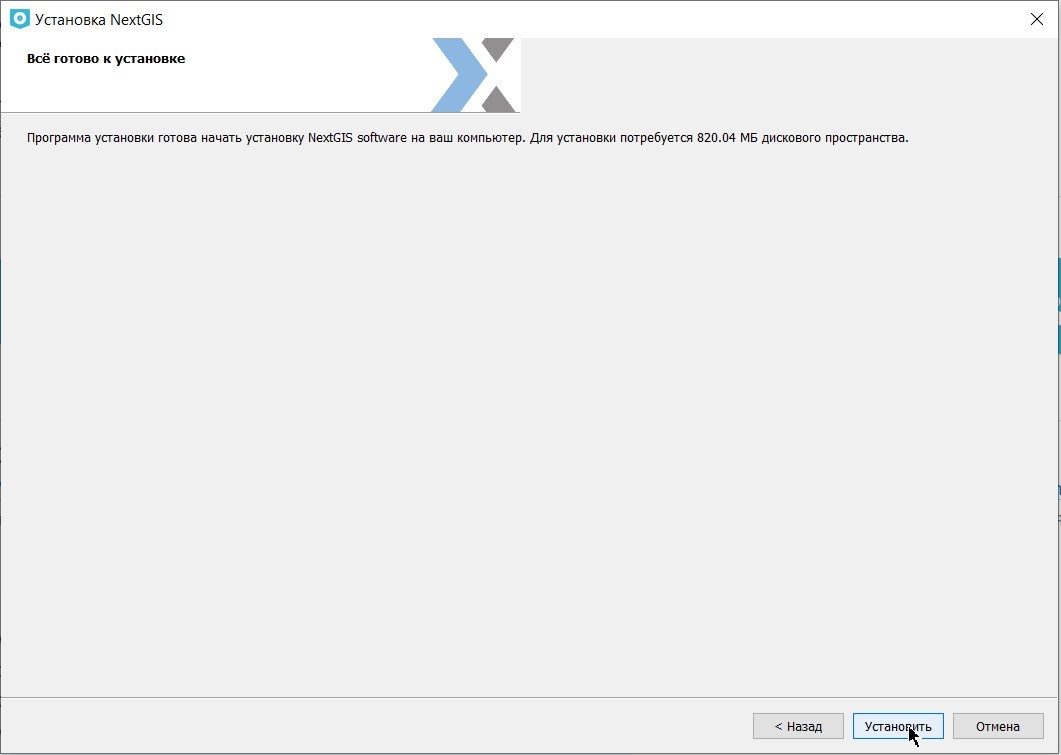 Установка NextGIS
Всё готово к установке
Программа установки готова начать установку NextGIS software на ваш компьютер. Для установки потребуется 820.04 МБ дискового пространства.
< Назад
Установить
Отмена